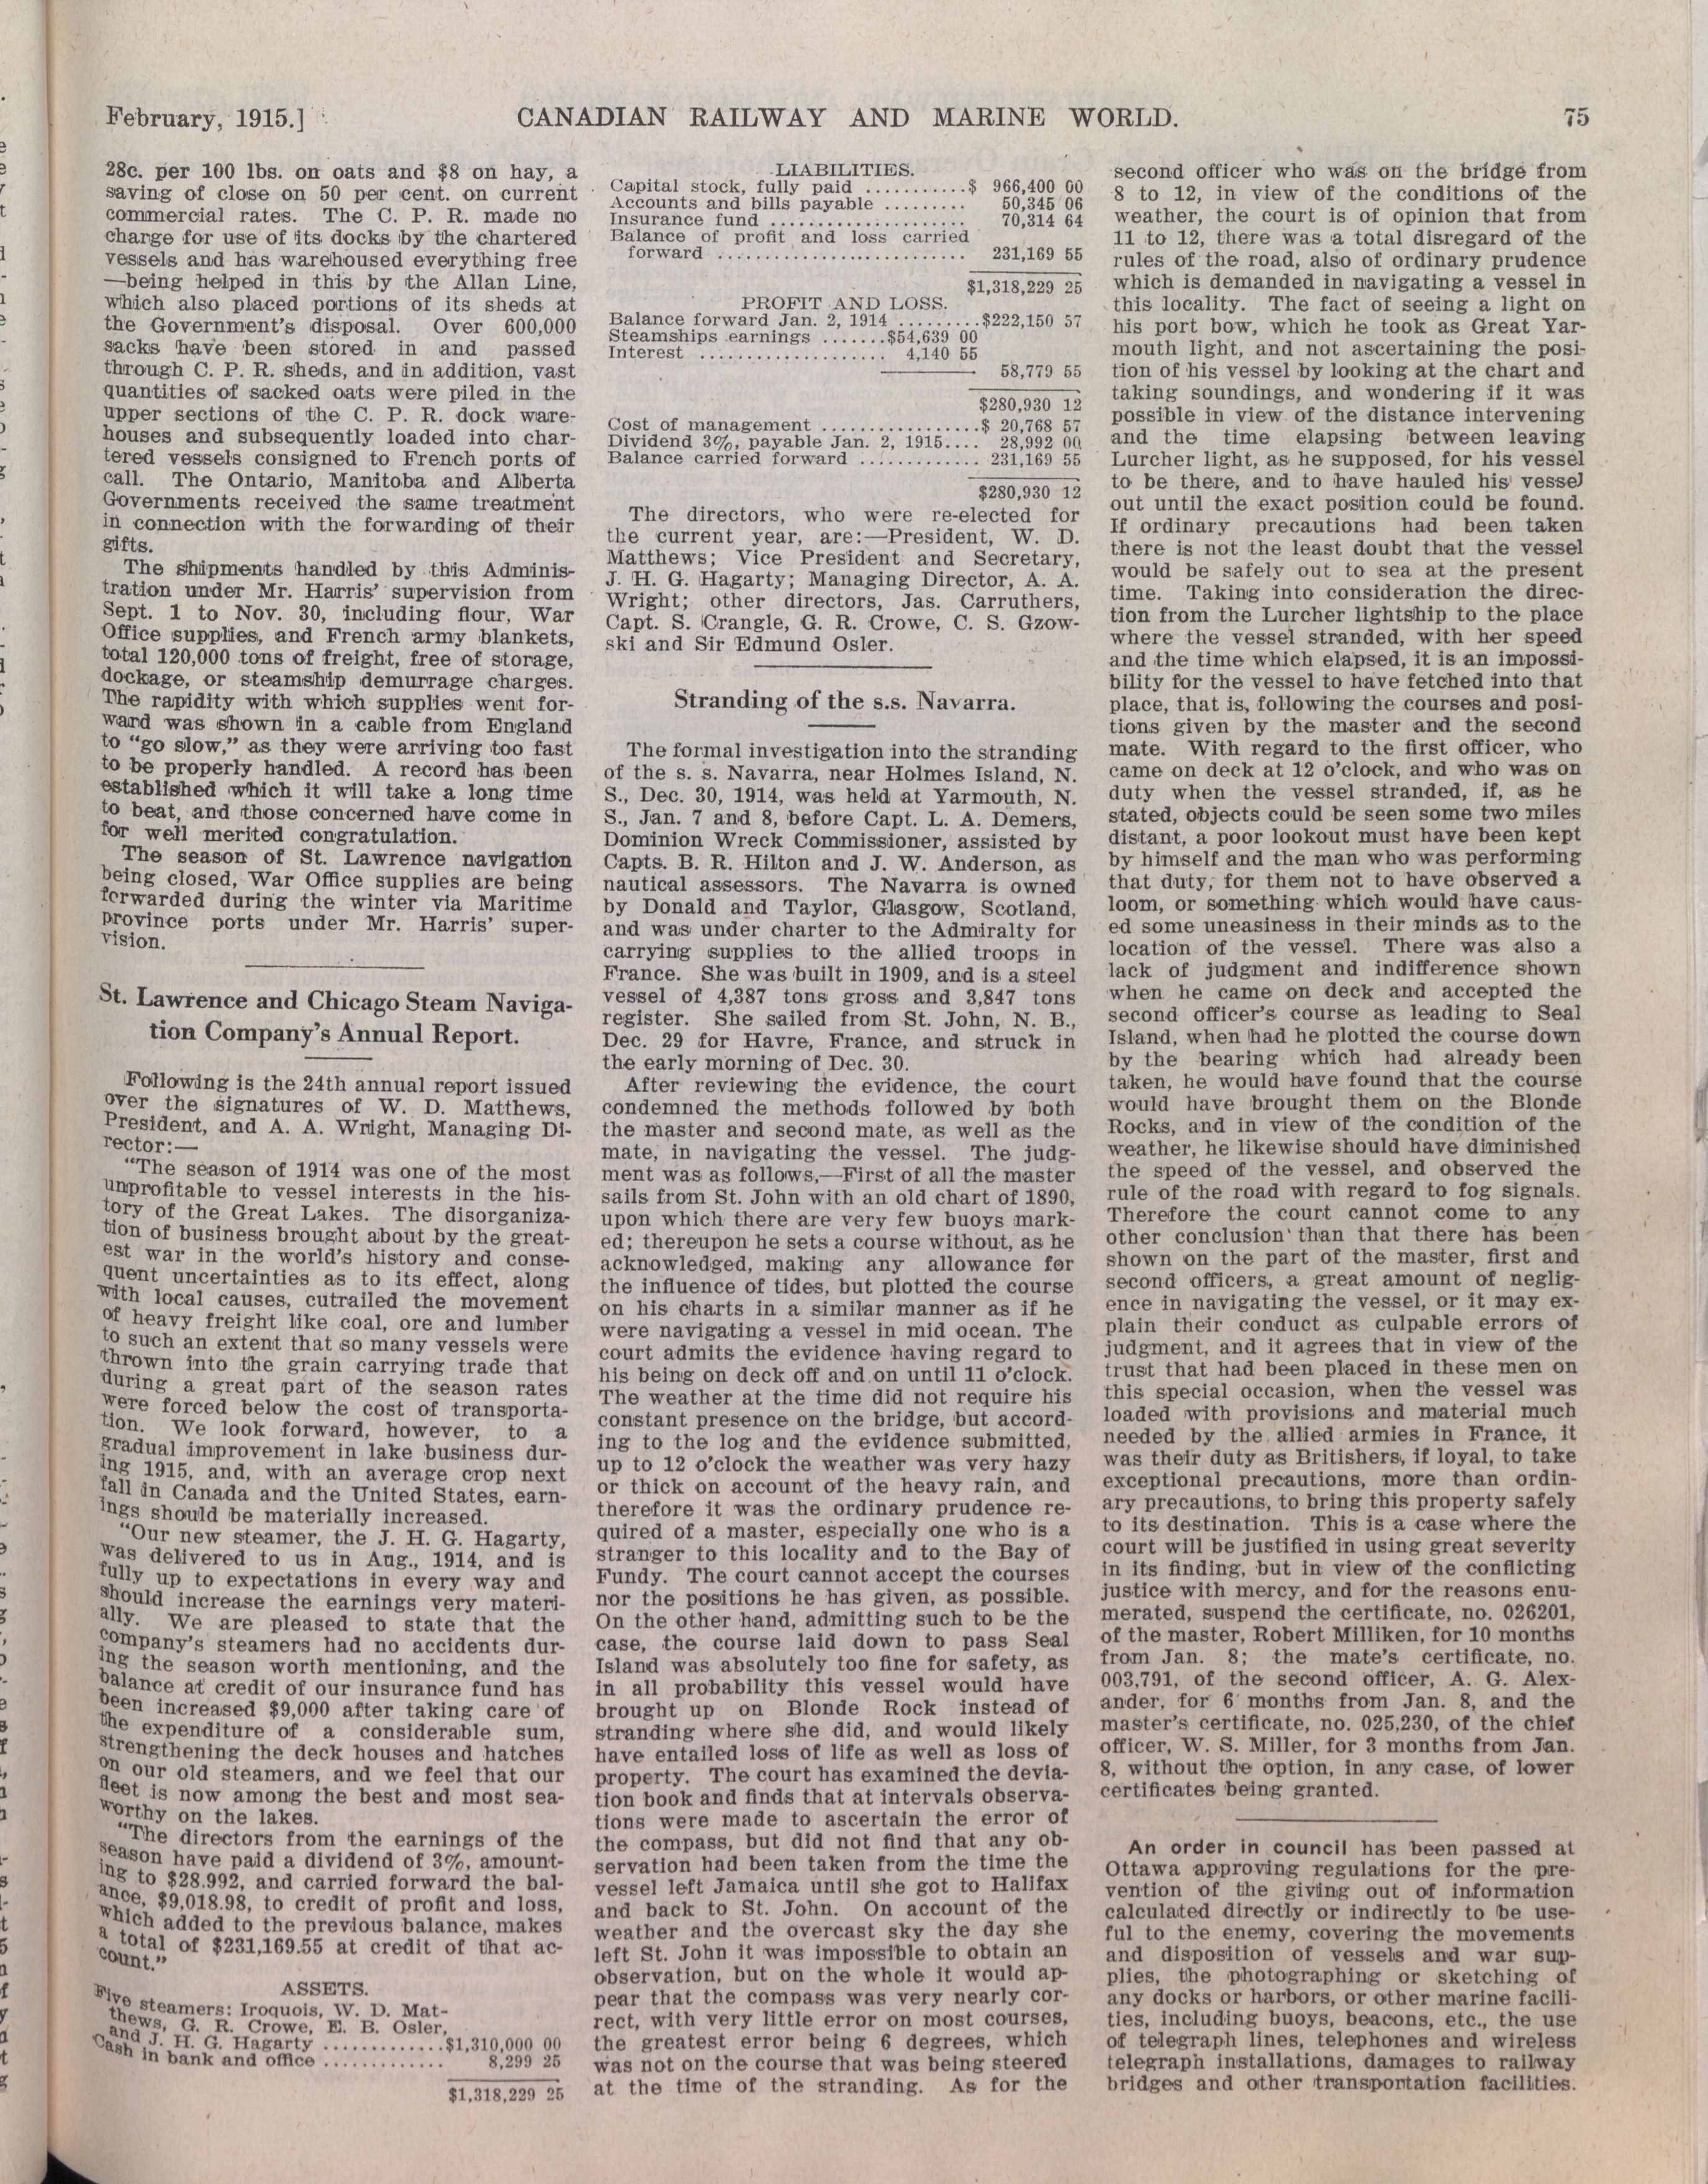 February, 1915.]
CANADIAN RAILWAY AND MARINE WORLD.
75
28c. per 100 lbs. on oats and $8 on hay, a
saving of close on 50 per cent. on current
commercial rates. The C. P. R. made no
charge for use of its docks by the chartered
vessels and has warehoused everything free
—being helped in this by the Allan Line,
which also placed portions of its sheds at
the Government's disposal. Over 600,000
sacks have been stored in and passed
through C. P. R. sheds, and in addition, vast
quantities of sacked oats were piled in the
upper sections of the C. P. R. dock ware-
houses and subsequently loaded into char-
tered vessels consigned to French ports of
call. The Ontario, Manitoba and Alberta
Governments received the same treatment
in connection with the forwarding of their
gifts.
The shipments handled by this Adminis-
tration under Mr. Harris' supervision from
Sept. 1 to Nov. 30, including flour, War
Office supplies, and French army blankets,
total 120,000 tons of freight, free of storage,
dockage, or steamship demurrage charges.
The rapidity with which supplies went for-
ward was shown in a cable from England
to "go slow," as they were arriving too fast
to be properly handled. A record has been
established which it will take a long time
to beat, and those concerned have come in
for well merited congratulation.
The season of St. Lawrence navigation
being closed, War Office supplies are being
forwarded during the winter via Maritime
province ports under Mr. Harris' super-
vision.
St. Lawrence and Chicago Steam Naviga-
tion Company's Annual Report.
Following is the 24th annual report issued
over the signatures of W. D. Matthews,
President, and A. A. Wright, Managing Di-
rector:—
"The season of 1914 was one of the most
unprofitable to vessel interests in the his-
tory of the Great Lakes. The disorganiza-
tion of business brought about by the great-
est war in the world's history and conse-
quent uncertainties as to its effect, along
with local causes, cutrailed the movement
of heavy freight like coal, ore and lumber
to such an extent that so many vessels were
thrown into the grain carrying trade that
during a great part of the season rates
were forced below the cost of transporta-
tion. We look forward, however, to a
gradual improvement in lake business dur-
ing 1915, and, with an average crop next
fall in Canada and the United States, earn-
ings should be materially increased.
"Our new steamer, the J. H. G. Hagarty,
was delivered to us in Aug., 1914, and is
fully up to expectations in every way and
should increase the earnings very materi-
ally. We are pleased to state that the
company's steamers had no accidents dur-
ing the season worth mentioning, and the
balance at credit of our insurance fund has
been increased $9,000 after taking care of
the expenditure of a considerable sum,
strengthening the deck houses and hatches
on our old steamers, and we feel that our
fleet is now among the best and most sea-
worthy on the lakes.
"The directors from the earnings of the
season have paid a dividend of 3%, amount-
ing to $28.992, and carried forward the bal-
ance, $9,018.98, to credit of profit and loss,
which added to the previous balance, makes
a total of $231,169.55 at credit of that ac-
count."
ASSETS.
Five steamers: Iroquois, W. D. Mat-
thews, G. R. Crowe, E. B. Osler,
and J. H. G. Hagarty .............$1,310,000 00
Cash in bank and office ............. 8,299 25
$1,318,229 25
LIABILITIES.
Capital stock, fully paid ...........$ 966,400 00
Accounts and bills payable ......... 50,345 06
Insurance fund ..................... 70,314 64
Balance of profit and loss carried
forward ........................... 231,169 55
$1,318,229 25
PROFIT AND LOSS.
Balance forward Jan. 2, 1914 .........$222,150 57
Steamships earnings .......$54,639 00
Interest .................... 4,140 55
58,779 55
$280,930 12
Cost of management .................$ 20,768 57
Dividend 3%, payable Jan. 2, 1915.... 28,992 00
Balance carried forward ............. 231,169 55
$280,930 12
The directors, who were re-elected for
the current year, are:—President, W. D.
Matthews; Vice President and Secretary,
J. H. G. Hagarty; Managing Director, A. A.
Wright; other directors, Jas. Carruthers,
Capt. S. Crangle, G. R. Crowe, C. S. Gzow-
ski and Sir Edmund Osler.
Stranding of the s.s. Navarra.
The formal investigation into the stranding
of the s. s. Navarra, near Holmes Island, N.
S., Dec. 30, 1914, was held at Yarmouth, N.
S., Jan. 7 and 8, before Capt. L. A. Demers,
Dominion Wreck Commissioner, assisted by
Capts. B. R. Hilton and J. W. Anderson, as
nautical assessors. The Navarra is owned
by Donald and Taylor, Glasgow, Scotland,
and was under charter to the Admiralty for
carrying supplies to the allied troops in
France. She was built in 1909, and is a steel
vessel of 4,387 tons gross and 3,847 tons
register. She sailed from St. John, N. B.,
Dec. 29 for Havre, France, and struck in
the early morning of Dec. 30.
After reviewing the evidence, the court
condemned the methods followed by both
the master and second mate, as well as the
mate, in navigating the vessel. The judg-
ment was as follows,—First of all the master
sails from St. John with an old chart of 1890,
upon which there are very few buoys mark-
ed; thereupon he sets a course without, as he
acknowledged, making any allowance for
the influence of tides, but plotted the course
on his charts in a similar manner as if he
were navigating a vessel in mid ocean. The
court admits the evidence having regard to
his being on deck off and on until 11 o'clock.
The weather at the time did not require his
constant presence on the bridge, but accord-
ing to the log and the evidence submitted,
up to 12 o'clock the weather was very hazy
or thick on account of the heavy rain, and
therefore it was the ordinary prudence re-
quired of a master, especially one who is a
stranger to this locality and to the Bay of
Fundy. The court cannot accept the courses
nor the positions he has given, as possible.
On the other hand, admitting such to be the
case, the course laid down to pass Seal
Island was absolutely too fine for safety, as
in all probability this vessel would have
brought up on Blonde Rock instead of
stranding where she did, and would likely
have entailed loss of life as well as loss of
property. The court has examined the devia-
tion book and finds that at intervals observa-
tions were made to ascertain the error of
the compass, but did not find that any ob-
servation had been taken from the time the
vessel left Jamaica until she got to Halifax
and back to St. John. On account of the
weather and the overcast sky the day she
left St. John it was impossible to obtain an
observation, but on the whole it would ap-
pear that the compass was very nearly cor-
rect, with very little error on most courses,
the greatest error being 6 degrees, which
was not on the course that was being steered
at the time of the stranding. As for the
second officer who was on the bridge from
8 to 12, in view of the conditions of the
weather, the court is of opinion that from
11 to 12, there was a total disregard of the
rules of the road, also of ordinary prudence
which is demanded in navigating a vessel in
this locality. The fact of seeing a light on
his port bow, which he took as Great Yar-
mouth light, and not ascertaining the posi-
tion of his vessel by looking at the chart and
taking soundings, and wondering if it was
possible in view of the distance intervening
and the time elapsing between leaving
Lurcher light, as he supposed, for his vessel
to be there, and to have hauled his vessel
out until the exact position could be found.
If ordinary precautions had been taken
there is not the least doubt that the vessel
would be safely out to sea at the present
time. Taking into consideration the direc-
tion from the Lurcher lightship to the place
where the vessel stranded, with her speed
and the time which elapsed, it is an impossi-
bility for the vessel to have fetched into that
place, that is, following the courses and posi-
tions given by the master and the second
mate. With regard to the first officer, who
came on deck at 12 o'clock, and who was on
duty when the vessel stranded, if, as he
stated, objects could be seen some two miles
distant, a poor lookout must have been kept
by himself and the man who was performing
that duty, for them not to have observed a
loom, or something which would have caus-
ed some uneasiness in their minds as to the
location of the vessel. There was also a
lack of judgment and indifference shown
when he came on deck and accepted the
second officer's course as leading to Seal
Island, when had he plotted the course down
by the bearing which had already been
taken, he would have found that the course
would have brought them on the Blonde
Rocks, and in view of the condition of the
weather, he likewise should have diminished
the speed of the vessel, and observed the
rule of the road with regard to fog signals.
Therefore the court cannot come to any
other conclusion than that there has been
shown on the part of the master, first and
second officers, a great amount of neglig-
ence in navigating the vessel, or it may ex-
plain their conduct as culpable errors of
judgment, and it agrees that in view of the
trust that had been placed in these men on
this special occasion, when the vessel was
loaded with provisions and material much
needed by the allied armies in France, it
was their duty as Britishers, if loyal, to take
exceptional precautions, more than ordin-
ary precautions, to bring this property safely
to its destination. This is a case where the
court will be justified in using great severity
in its finding, but in view of the conflicting
justice with mercy, and for the reasons enu-
merated, suspend the certificate, no. 026201,
of the master, Robert Milliken, for 10 months
from Jan. 8; the mate's certificate, no.
003,791, of the second officer, A. G. Alex-
ander, for 6 months from Jan. 8, and the
master's certificate, no. 025,230, of the chief
officer, W. S. Miller, for 3 months from Jan.
8, without the option, in any case, of lower
certificates being granted.
An order in council has been passed at
Ottawa approving regulations for the pre-
vention of the giving out of information
calculated directly or indirectly to be use-
ful to the enemy, covering the movements
and disposition of vessels and war sup-
plies, the photographing or sketching of
any docks or harbors, or other marine facili-
ties, including buoys, beacons, etc., the use
of telegraph lines, telephones and wireless
telegraph installations, damages to railway
bridges and other transportation facilities.